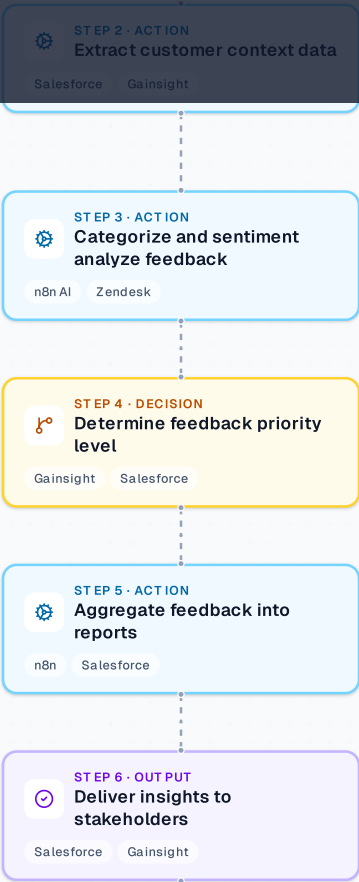 STEP 2 · ACTION
Extract customer context data
Salesforce Gainsight
STEP 3 · ACTION
Categorize and sentiment
analyze feedback
n8n AI Zendesk
STEP 4 · DECISION
Determine feedback priority
level
Gainsight Salesforce
STEP 5 · ACTION
Aggregate feedback into
reports
n8n Salesforce
STEP 6 · OUTPUT
Deliver insights to
stakeholders
Salesforce Gainsight